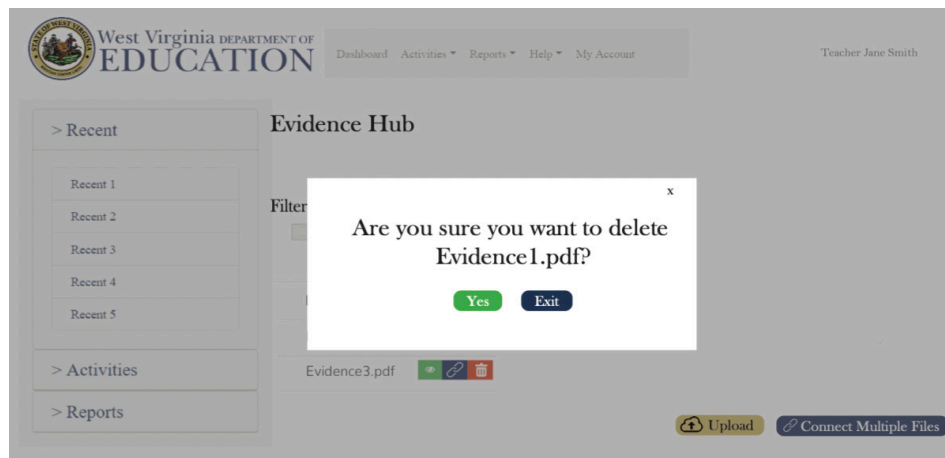 West Virginia DEPARTMENT OF
EDUCATION
Dashboard Activities Reports Help My Account
Teacher Jane Smith
> Recent
Recent 1
Recent 2
Recent 3
Recent 4
Recent 5
> Activities
> Reports
Evidence Hub
Filter
x
Are you sure you want to delete
Evidence1.pdf?
Yes Exit
Evidence3.pdf
Upload Connect Multiple Files